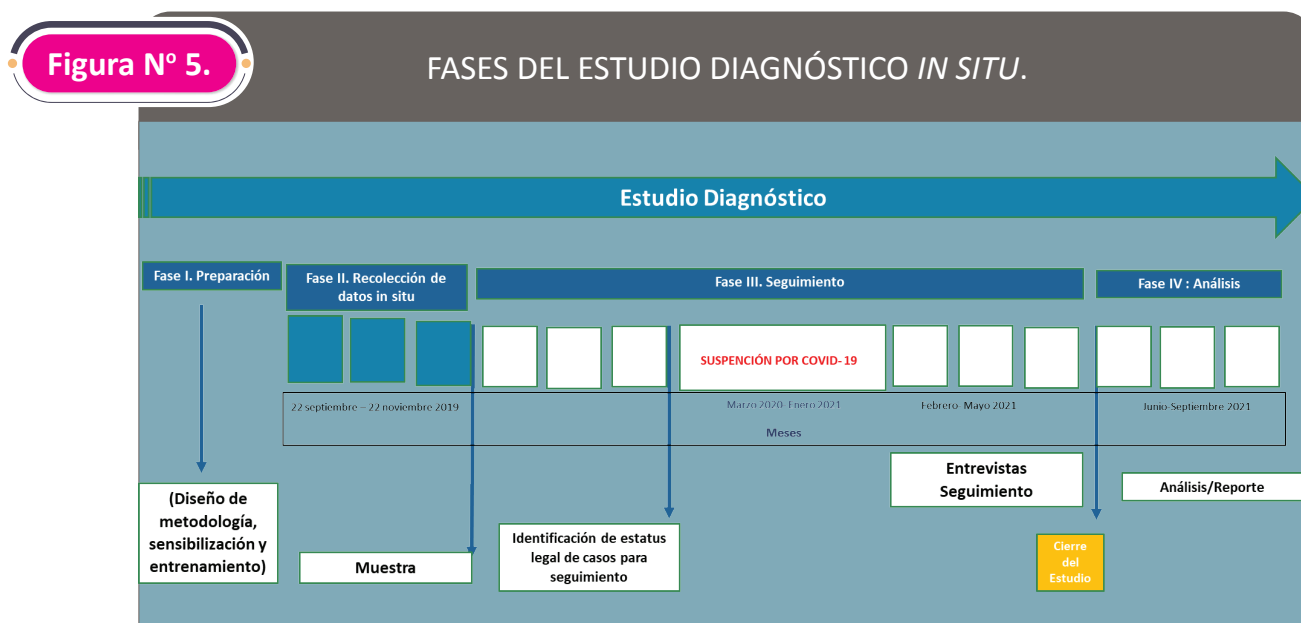 Figura Nº 5.
FASES DEL ESTUDIO DIAGNÓSTICO IN SITU.
Estudio Diagnóstico
Fase I. Preparación
Fase II. Recolección de
datos in situ
Fase III. Seguimiento
Fase IV : Análisis
SUSPENCIÓN POR COVID- 19
22 septiembre – 22 noviembre 2019
Marzo 2020- Enero 2021
Febrero- Mayo 2021
Junio-Septiembre 2021
Meses
(Diseño de
metodología,
sensibilización y
entrenamiento)
Muestra
Identificación de estatus
legal de casos para
seguimiento
Entrevistas
Seguimiento
Análisis/Reporte
Cierre
del
Estudio